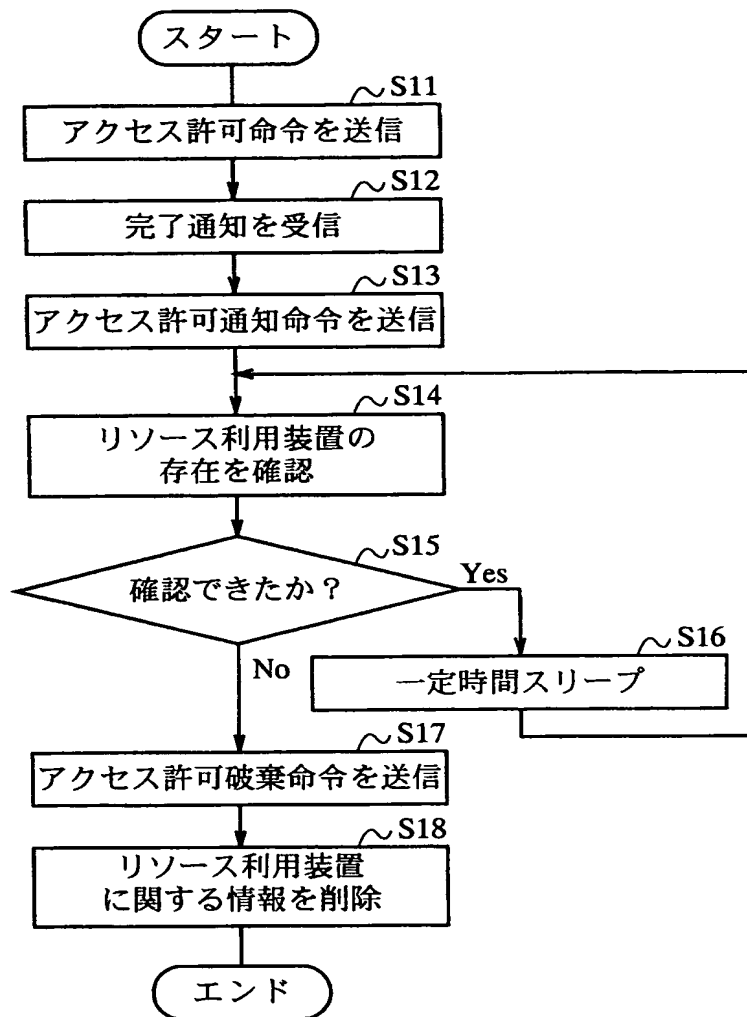 スタート
S11
アクセス許可命令を送信
S12
完了通知を受信
S13
アクセス許可通知命令を送信
S14
リソース利用装置の
存在を確認
S15
確認できたか？
Yes
S16
一定時間スリープ
No
S17
アクセス許可破棄命令を送信
S18
リソース利用装置
に関する情報を削除
エンド